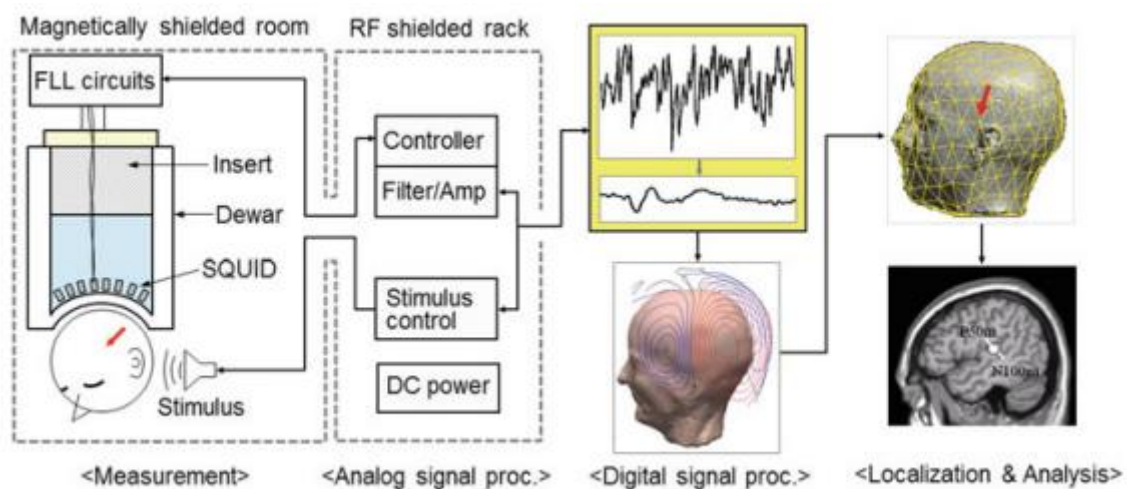 Magnetically shielded room
RF shielded rack
FLL circuits
Insert
Dewar
SQUID
Stimulus
Controller
Filter/Amp
Stimulus
control
DC power
P50m
N100m
<Measurement>
<Analog signal proc.>
<Digital signal proc.>
<Localization & Analysis>